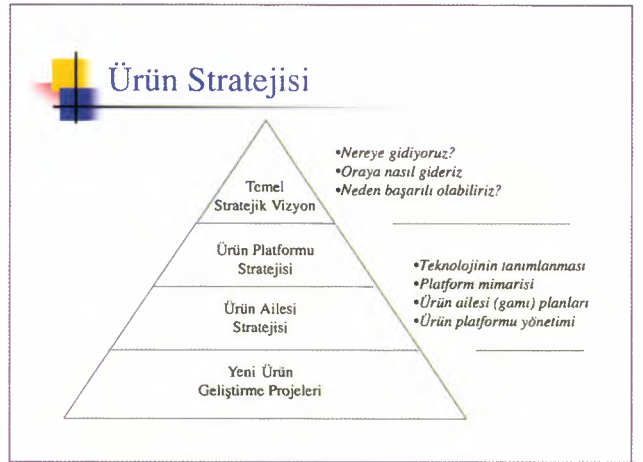 Ürün Stratejisi
Temel
Stratejik Vizyon
•Nereye gidiyoruz?
•Oraya nasıl gideriz
•Neden başarılı olabiliriz?
Ürün Platformu
Stratejisi
Ürün Ailesi
Stratejisi
•Teknolojinin tanımlanması
•Platform mimarisi
•Ürün ailesi (gamı) planları
•Ürün platformu yönetimi
Yeni Ürün
Geliştirme Projeleri